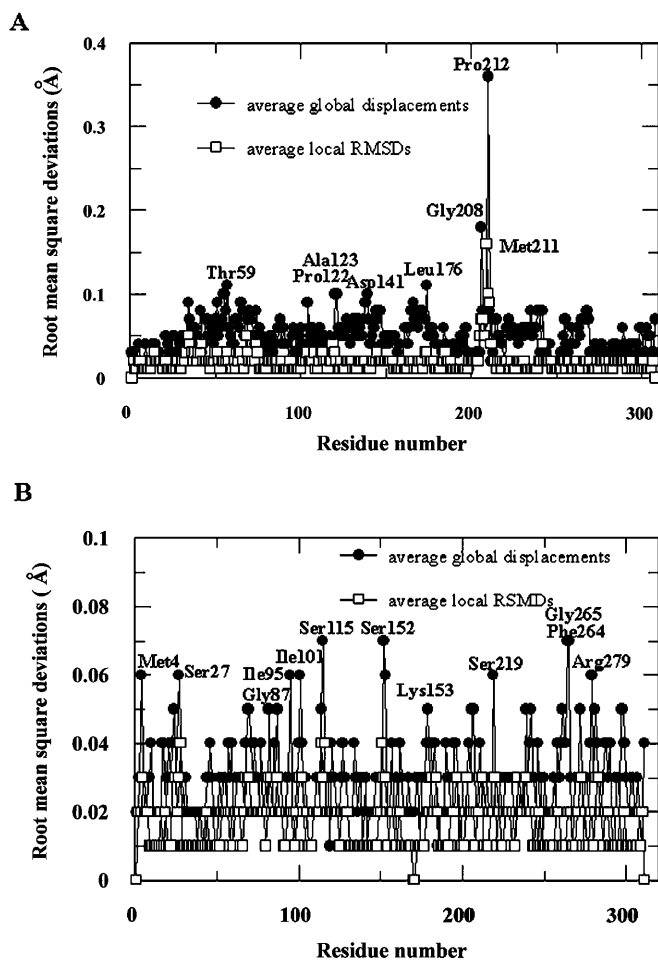 A
Root mean square deviations (Å)
0.4
0.3
0.2
0.1
0
Pro212
average global displacements
average local RMSDs
Gly208
Met211
Ala123
Thr59
Pro122
Asp141
Leu176
0
100
200
300
Residue number
B
Root mean square deviations ( Å)
0.1
0.08
0.06
0.04
0.02
0
average global displacements
average local RSMDs
Gly265
Ser115
Ser152
Phe264
Ile101
Met4
Ser27
Ile95
Ser219
Arg279
Gly87
Lys153
100
200
300
Residue number